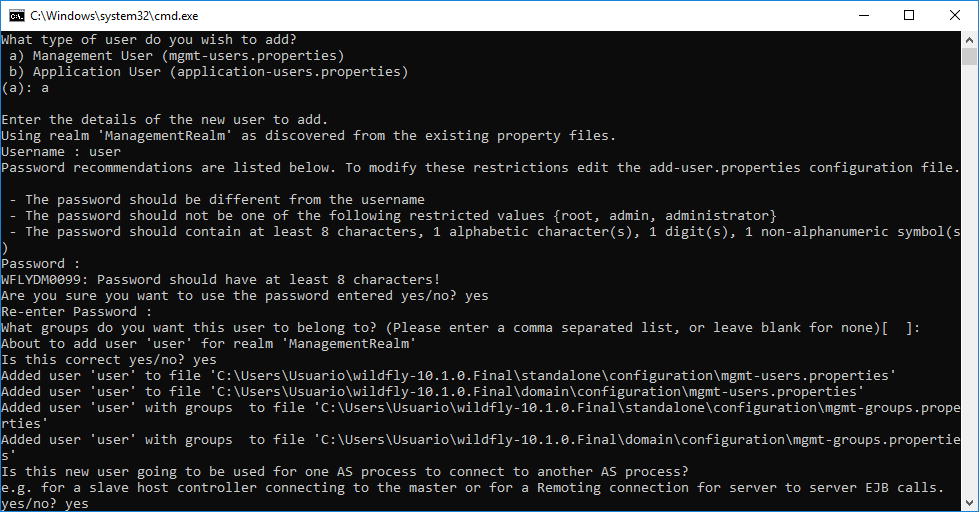 C:\Windows\system32\cmd.exe
What type of user do you wish to add?
 a) Management User (mgmt-users.properties)
 b) Application User (application-users.properties)
(a): a

Enter the details of the new user to add.
Using realm 'ManagementRealm' as discovered from the existing property files.
Username : user
Password recommendations are listed below. To modify these restrictions edit the add-user.properties configuration file.

 - The password should be different from the username
 - The password should not be one of the following restricted values {root, admin, administrator}
 - The password should contain at least 8 characters, 1 alphabetic character(s), 1 digit(s), 1 non-alphanumeric symbol(s
)
Password :
WFLYDM0099: Password should have at least 8 characters!
Are you sure you want to use the password entered yes/no? yes
Re-enter Password :
What groups do you want this user to belong to? (Please enter a comma separated list, or leave blank for none)[  ]:
About to add user 'user' for realm 'ManagementRealm'
Is this correct yes/no? yes
Added user 'user' to file 'C:\Users\Usuario\wildfly-10.1.0.Final\standalone\configuration\mgmt-users.properties'
Added user 'user' to file 'C:\Users\Usuario\wildfly-10.1.0.Final\domain\configuration\mgmt-users.properties'
Added user 'user' with groups  to file 'C:\Users\Usuario\wildfly-10.1.0.Final\standalone\configuration\mgmt-groups.prope
rties'
Added user 'user' with groups  to file 'C:\Users\Usuario\wildfly-10.1.0.Final\domain\configuration\mgmt-groups.propertie
s'
Is this new user going to be used for one AS process to connect to another AS process?
e.g. for a slave host controller connecting to the master or for a Remoting connection for server to server EJB calls.
yes/no? yes